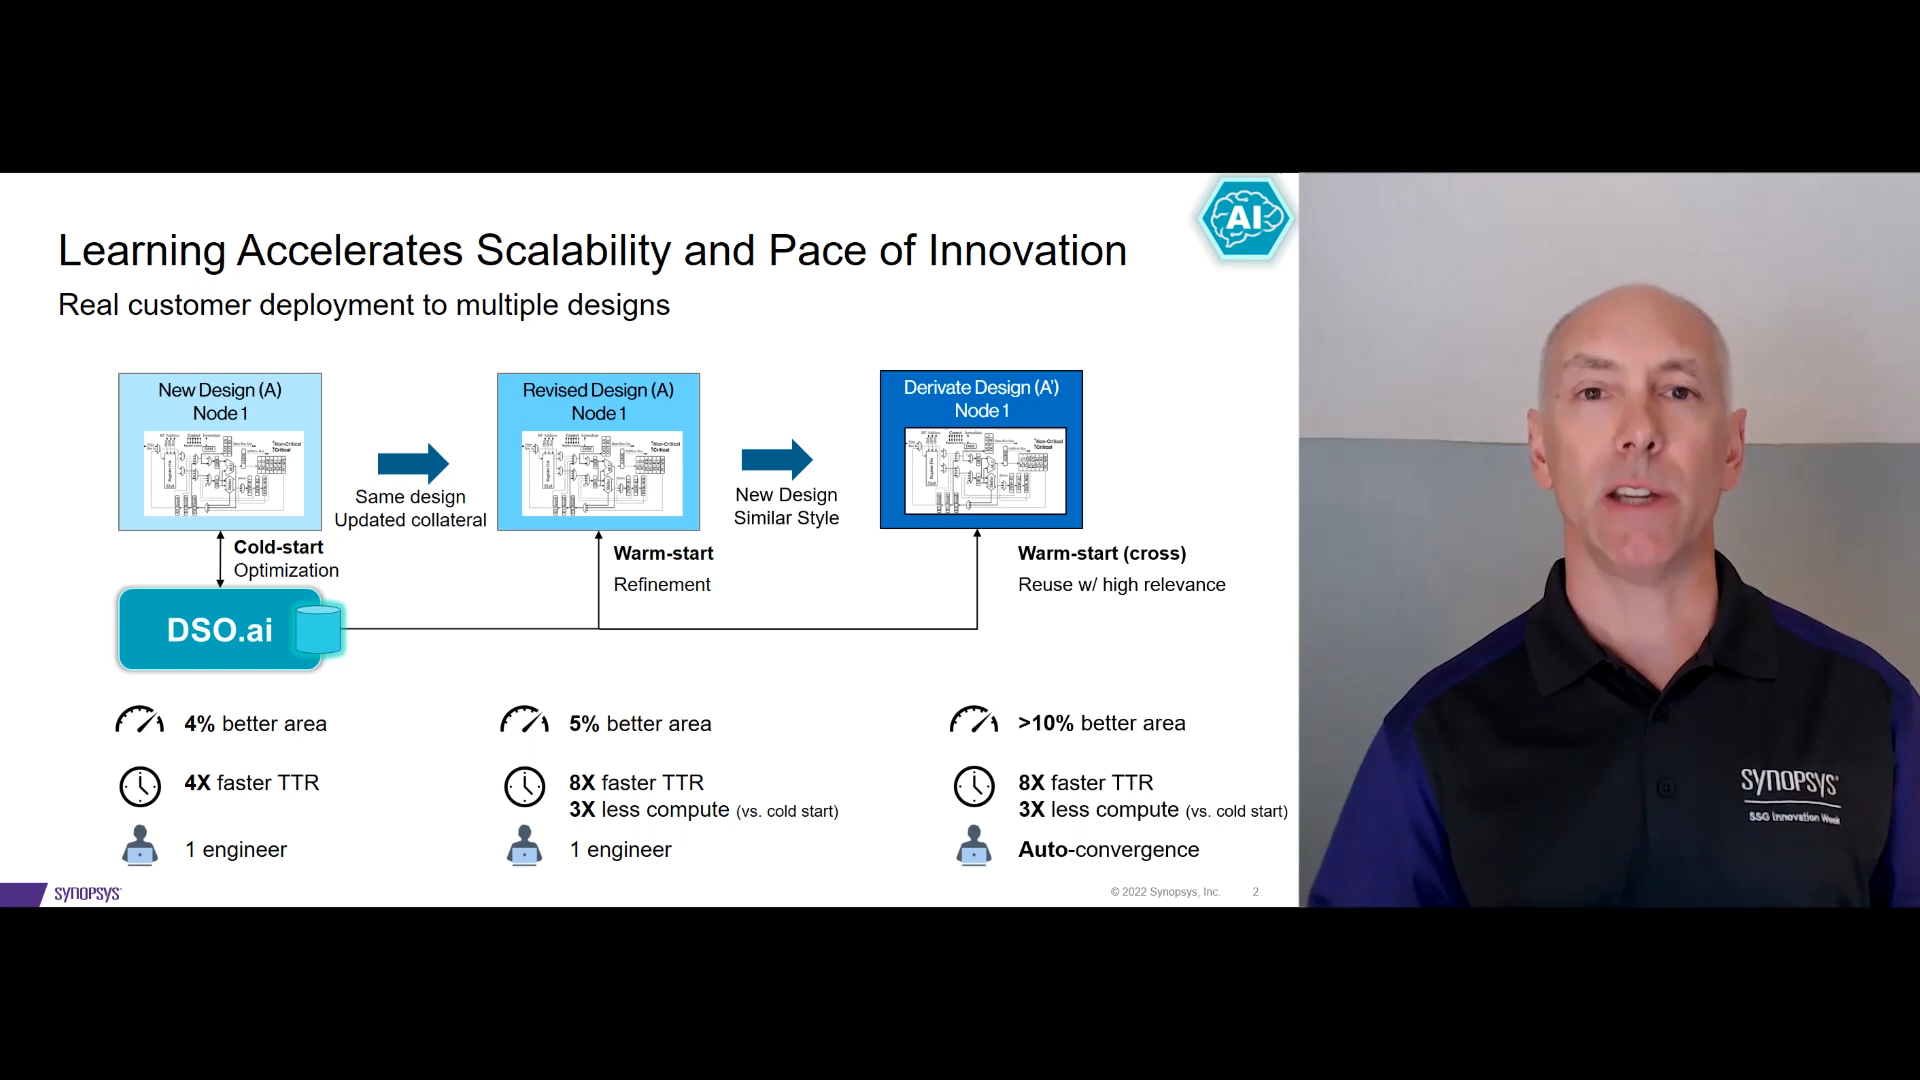 AI
Learning Accelerates Scalability and Pace of Innovation
Real customer deployment to multiple designs
New Design (A)
Node 1
Same design
Updated collateral
Revised Design (A)
Node 1
New Design
Similar Style
Derivate Design (A')
Node 1
Cold-start
Optimization
Warm-start
Refinement
Warm-start (cross)
Reuse w/ high relevance
DSO.ai
4% better area
4X faster TTR
1 engineer
5% better area
8X faster TTR
3X less compute (vs. cold start)
1 engineer
>10% better area
8X faster TTR
3X less compute (vs. cold start)
Auto-convergence
SYNOPSYS
© 2022 Synopsys, Inc.
2
SYNOPSYS
SSG Innovation Week